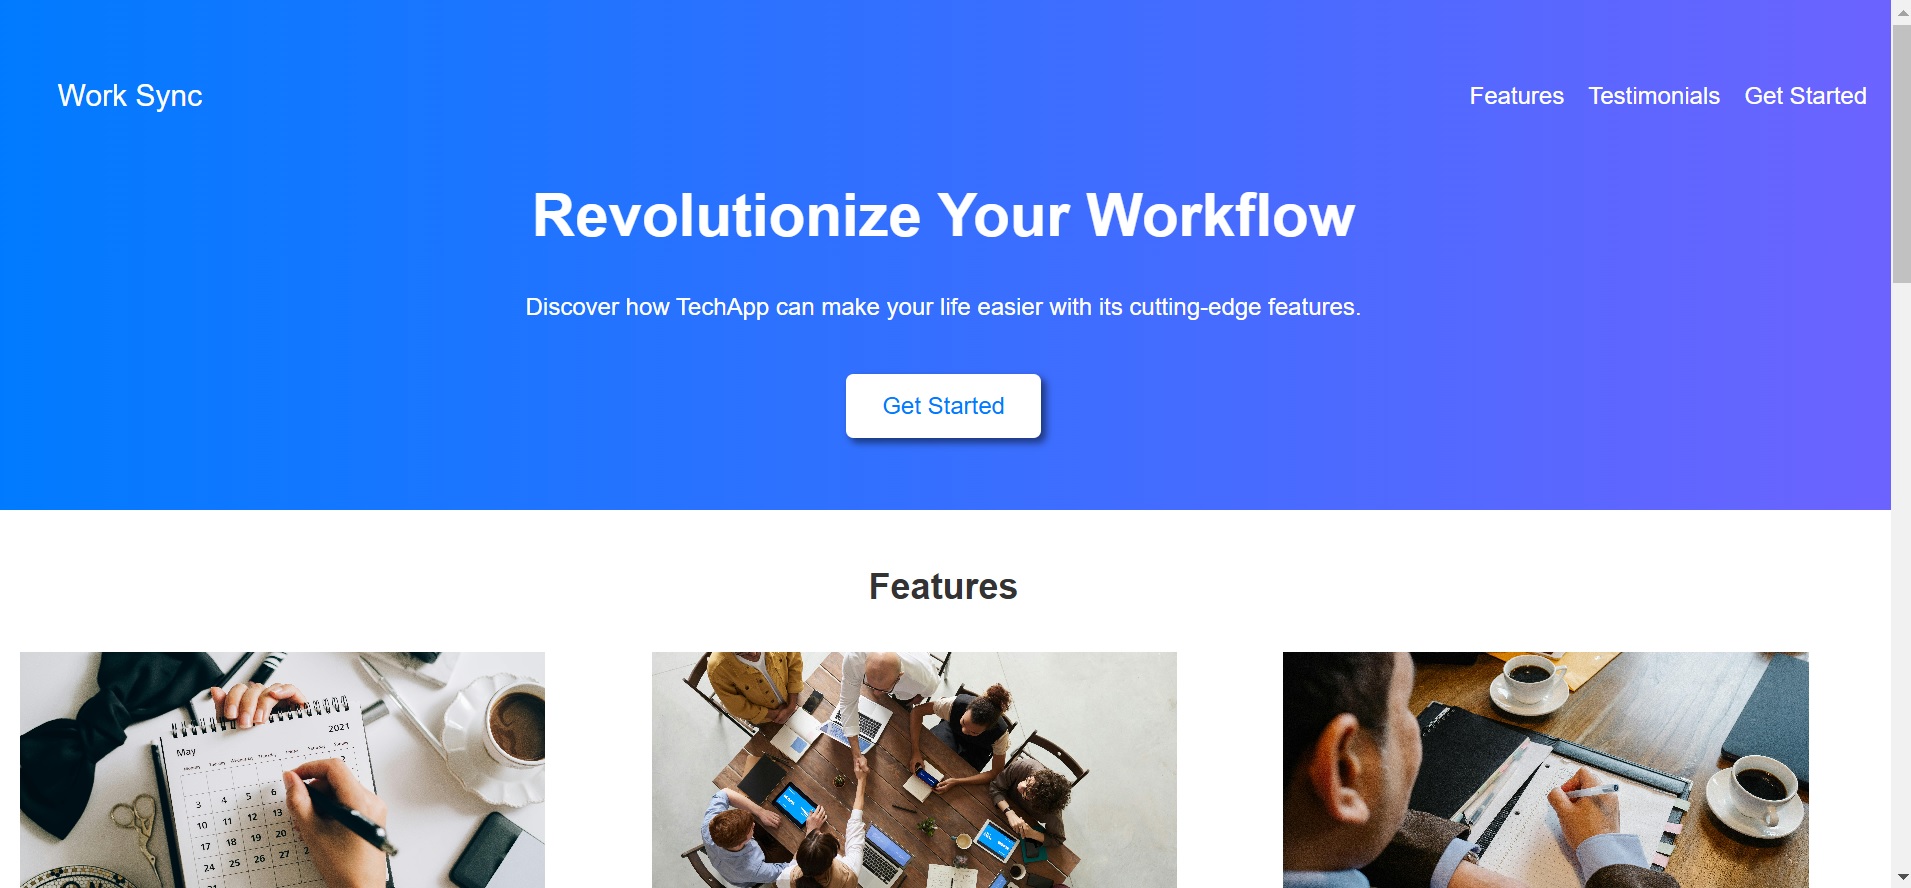 Work Sync
Features Testimonials Get Started
Revolutionize Your Workflow
Discover how TechApp can make your life easier with its cutting-edge features.
Get Started
Features
2021
May
3 4 5 6
10 11 12 13
17 18 19 20
24 25 26 27
31